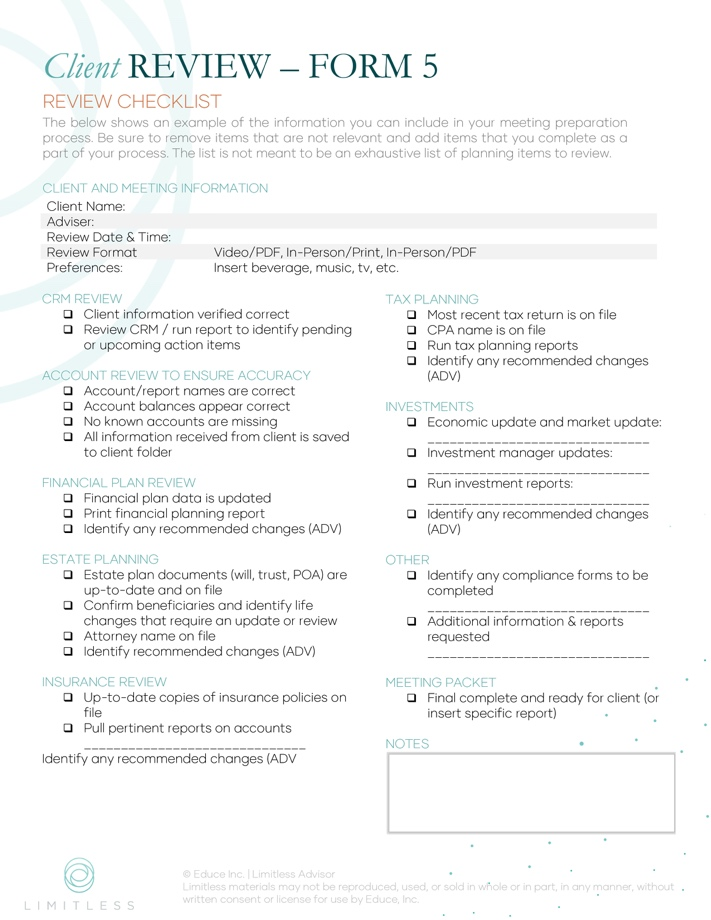 Client REVIEW – FORM 5
REVIEW CHECKLIST
The below shows an example of the information you can include in your meeting preparation
process. Be sure to remove items that are not relevant and add items that you complete as a
part of your process. The list is not meant to be an exhaustive list of planning items to review.
CLIENT AND MEETING INFORMATION
Client Name:
Adviser:
Review Date & Time:
Review Format Video/PDF, In-Person/Print, In-Person/PDF
Preferences: Insert beverage, music, tv, etc.
CRM REVIEW
❑ Client information verified correct
❑ Review CRM / run report to identify pending
or upcoming action items
ACCOUNT REVIEW TO ENSURE ACCURACY
❑ Account/report names are correct
❑ Account balances appear correct
❑ No known accounts are missing
❑ All information received from client is saved
to client folder
FINANCIAL PLAN REVIEW
❑ Financial plan data is updated
❑ Print financial planning report
❑ Identify any recommended changes (ADV)
ESTATE PLANNING
❑ Estate plan documents (will, trust, POA) are
up-to-date and on file
❑ Confirm beneficiaries and identify life
changes that require an update or review
❑ Attorney name on file
❑ Identify recommended changes (ADV)
INSURANCE REVIEW
❑ Up-to-date copies of insurance policies on
file
❑ Pull pertinent reports on accounts
______________________________
Identify any recommended changes (ADV
TAX PLANNING
❑ Most recent tax return is on file
❑ CPA name is on file
❑ Run tax planning reports
❑ Identify any recommended changes
(ADV)
INVESTMENTS
❑ Economic update and market update:
______________________________
❑ Investment manager updates:
______________________________
❑ Run investment reports:
______________________________
❑ Identify any recommended changes
(ADV)
OTHER
❑ Identify any compliance forms to be
completed
______________________________
❑ Additional information & reports
requested
______________________________
MEETING PACKET
❑ Final complete and ready for client (or
insert specific report)
NOTES
LIMITLESS
© Educe Inc. | Limitless Advisor
Limitless materials may not be reproduced, used, or sold in whole or in part, in any manner, without
written consent or license for use by Educe, Inc.